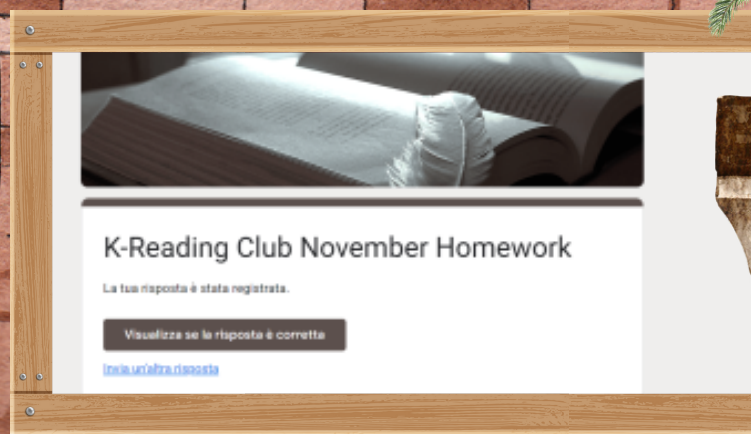 K-Reading Club November Homework
La tua risposta è stata registrata.
Visualizza se la risposta è corretta
Invia un'altra risposta